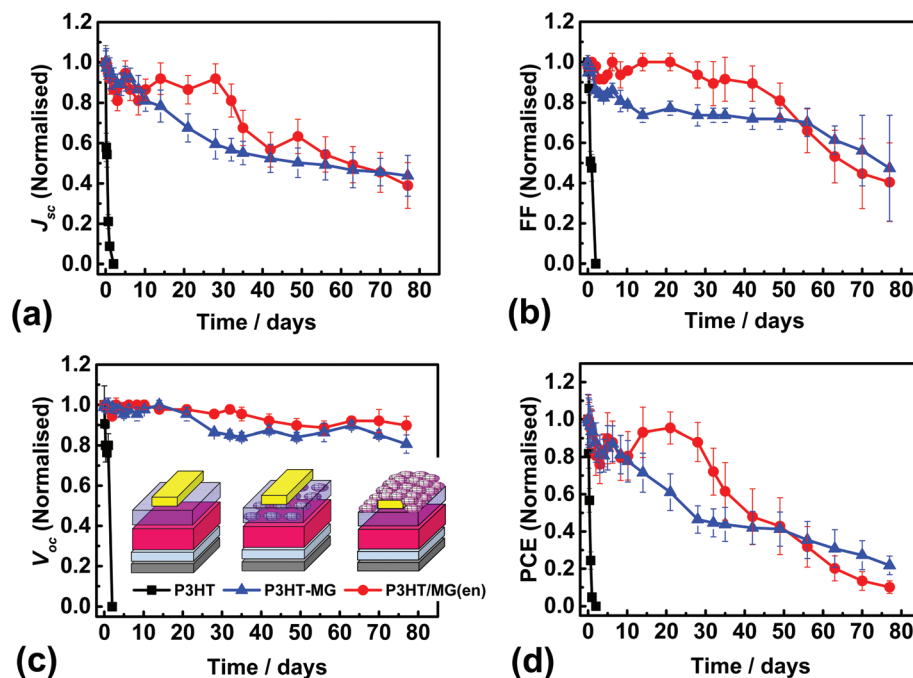 1.2
1.0
0.8
0.6
0.4
0.2
0.0
J_sc (Normalised)
0 10 20 30 40 50 60 70 80
Time / days
(a)
1.2
1.0
0.8
0.6
0.4
0.2
0.0
FF (Normalised)
0 10 20 30 40 50 60 70 80
Time / days
(b)
1.2
1.0
0.8
0.6
0.4
0.2
0.0
V_oc (Normalised)
P3HT P3HT-MG P3HT/MG(en)
0 10 20 30 40 50 60 70 80
Time / days
(c)
1.2
1.0
0.8
0.6
0.4
0.2
0.0
PCE (Normalised)
0 10 20 30 40 50 60 70 80
Time / days
(d)